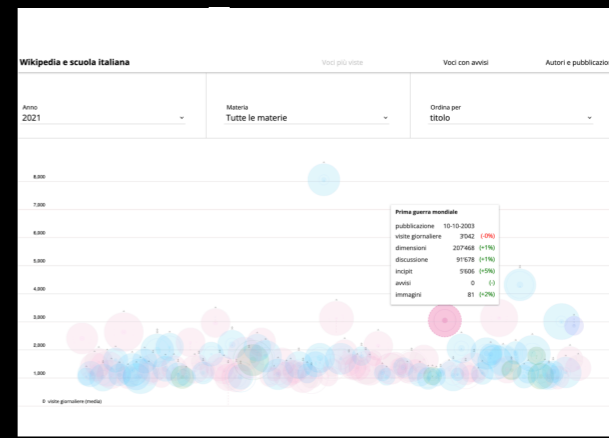 Wikipedia e scuola italiana
Voci più viste
Voci con avvisi
Autori e pubblicazion
Anno
2021
Materia
Tutte le materie
Ordina per
titolo
8,000
7,000
6,000
5,000
4,000
3,000
2,000
1,000
0 visite giornaliere (media)
Prima guerra mondiale
pubblicazione 10-10-2003
visite giornaliere 3'042 (-0%)
dimensioni 207'468 (+1%)
discussione 91'678 (+1%)
incipit 5'606 (+5%)
avvisi 0 (-)
immagini 81 (+2%)